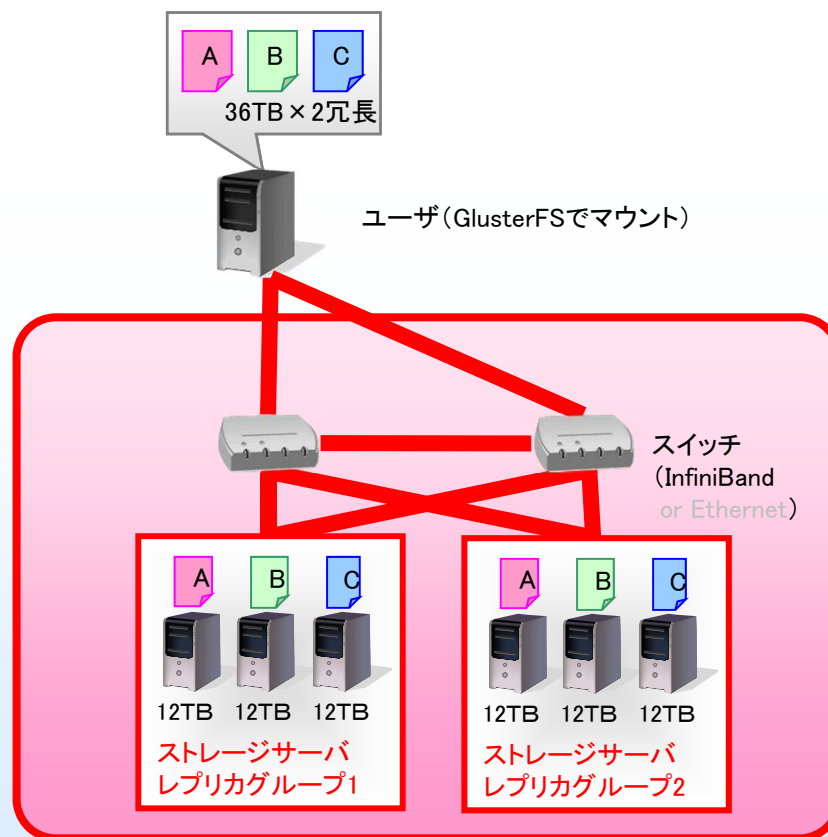 A B C
36TB×2冗長
ユーザ(GlusterFSでマウント)
スイッチ
(InfiniBand
or Ethernet)
A B C
12TB 12TB 12TB
ストレージサーバ
レプリカグループ1
A B C
12TB 12TB 12TB
ストレージサーバ
レプリカグループ2